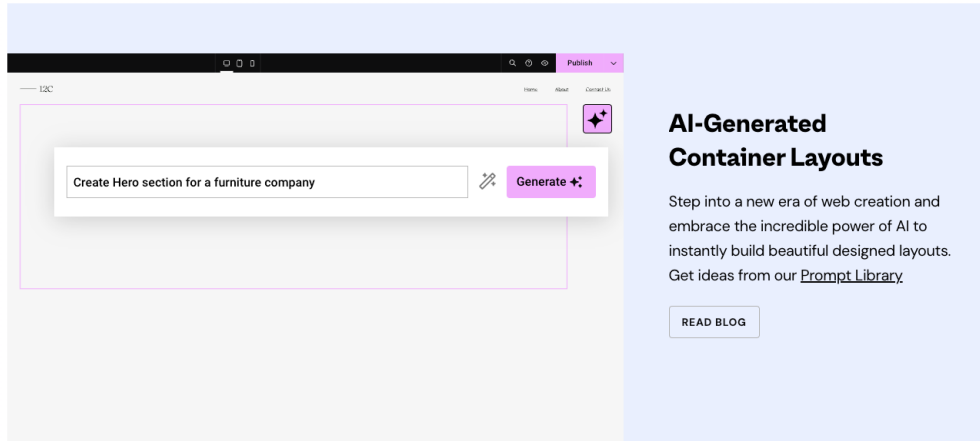 Publish
12C
Home
About
Contact Us
Create Hero section for a furniture company
Generate
AI-Generated
Container Layouts
Step into a new era of web creation and
embrace the incredible power of AI to
instantly build beautiful designed layouts.
Get ideas from our Prompt Library
READ BLOG